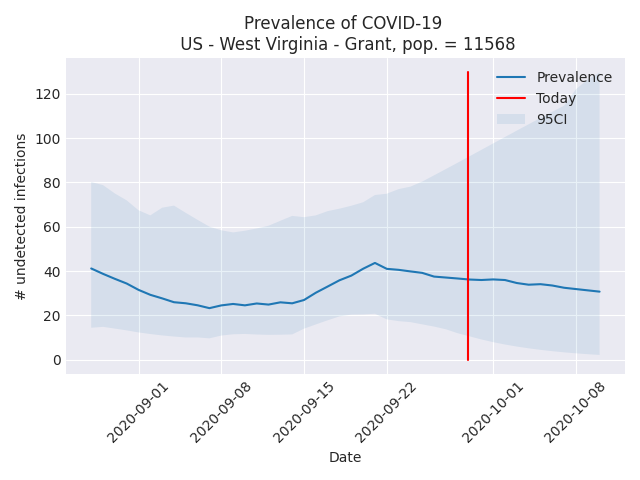 Prevalence of COVID-19
US - West Virginia - Grant, pop. = 11568
Prevalence
Today
95CI
# undetected infections
120
100
80
60
40
20
0
2020-09-01
2020-09-08
2020-09-15
2020-09-22
2020-10-01
2020-10-08
Date